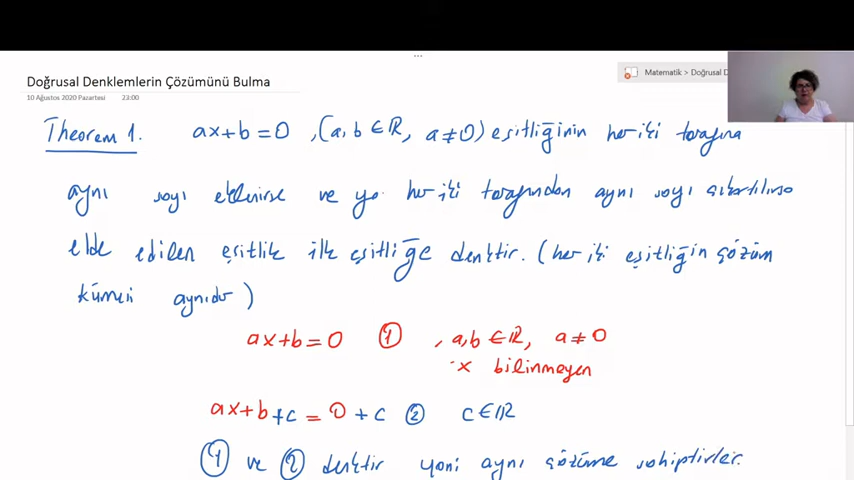 Matematik > Doğrusal D
Doğrusal Denklemlerin Çözümünü Bulma
10 Ağustos 2020 Pazartesi 23:00
Theorem 1. ax+b=0 ,(a,b ∈ ℝ, a≠0) eşitliğinin her iki tarafına
aynı sayı eklenirse ve ya her iki tarafından aynı sayı çıkartılırsa
elde edilen eşitlik ilk eşitliğe denktir. (her iki eşitliğin çözüm
kümesi aynıdır)
ax+b=0 ① , a,b ∈ ℝ, a≠0
x bilinmeyen
ax+b+c=0+c ② c∈ℝ
① ve ② denktir yani aynı çözüme sahiptirler.